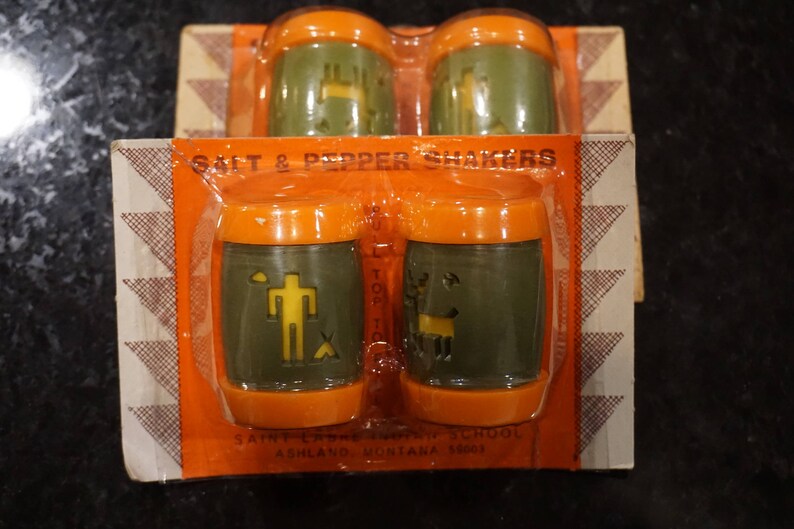 SALT & PEPPER SHAKERS
PULL TOP TO
SAINT LABRE INDIAN SCHOOL
ASHLAND, MONTANA 59003